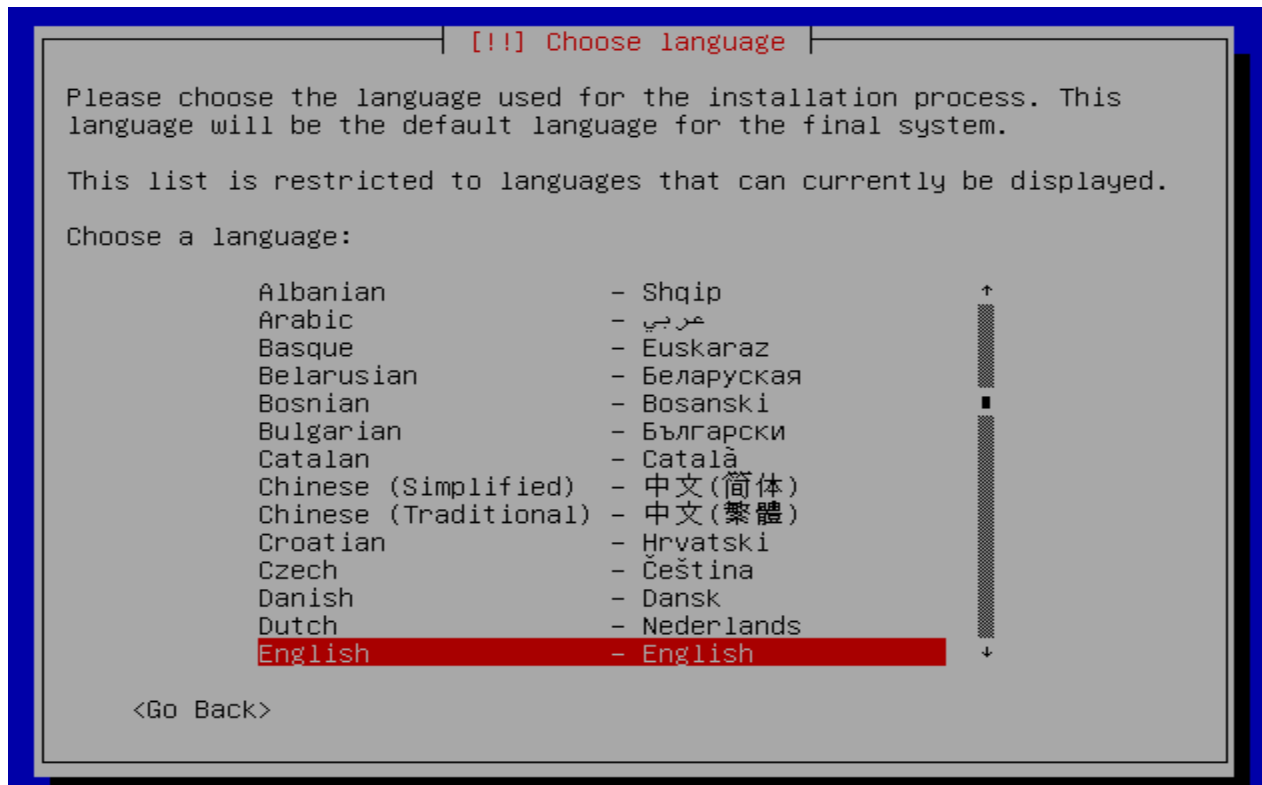 [!!] Choose language
Please choose the language used for the installation process. This
language will be the default language for the final system.
This list is restricted to languages that can currently be displayed.
Choose a language:
Albanian - Shqip
Arabic - عربي
Basque - Euskaraz
Belarusian - Беларуская
Bosnian - Bosanski
Bulgarian - Български
Catalan - Català
Chinese (Simplified) - 中文(简体)
Chinese (Traditional) - 中文(繁體)
Croatian - Hrvatski
Czech - Čeština
Danish - Dansk
Dutch - Nederlands
English - English
<Go Back>